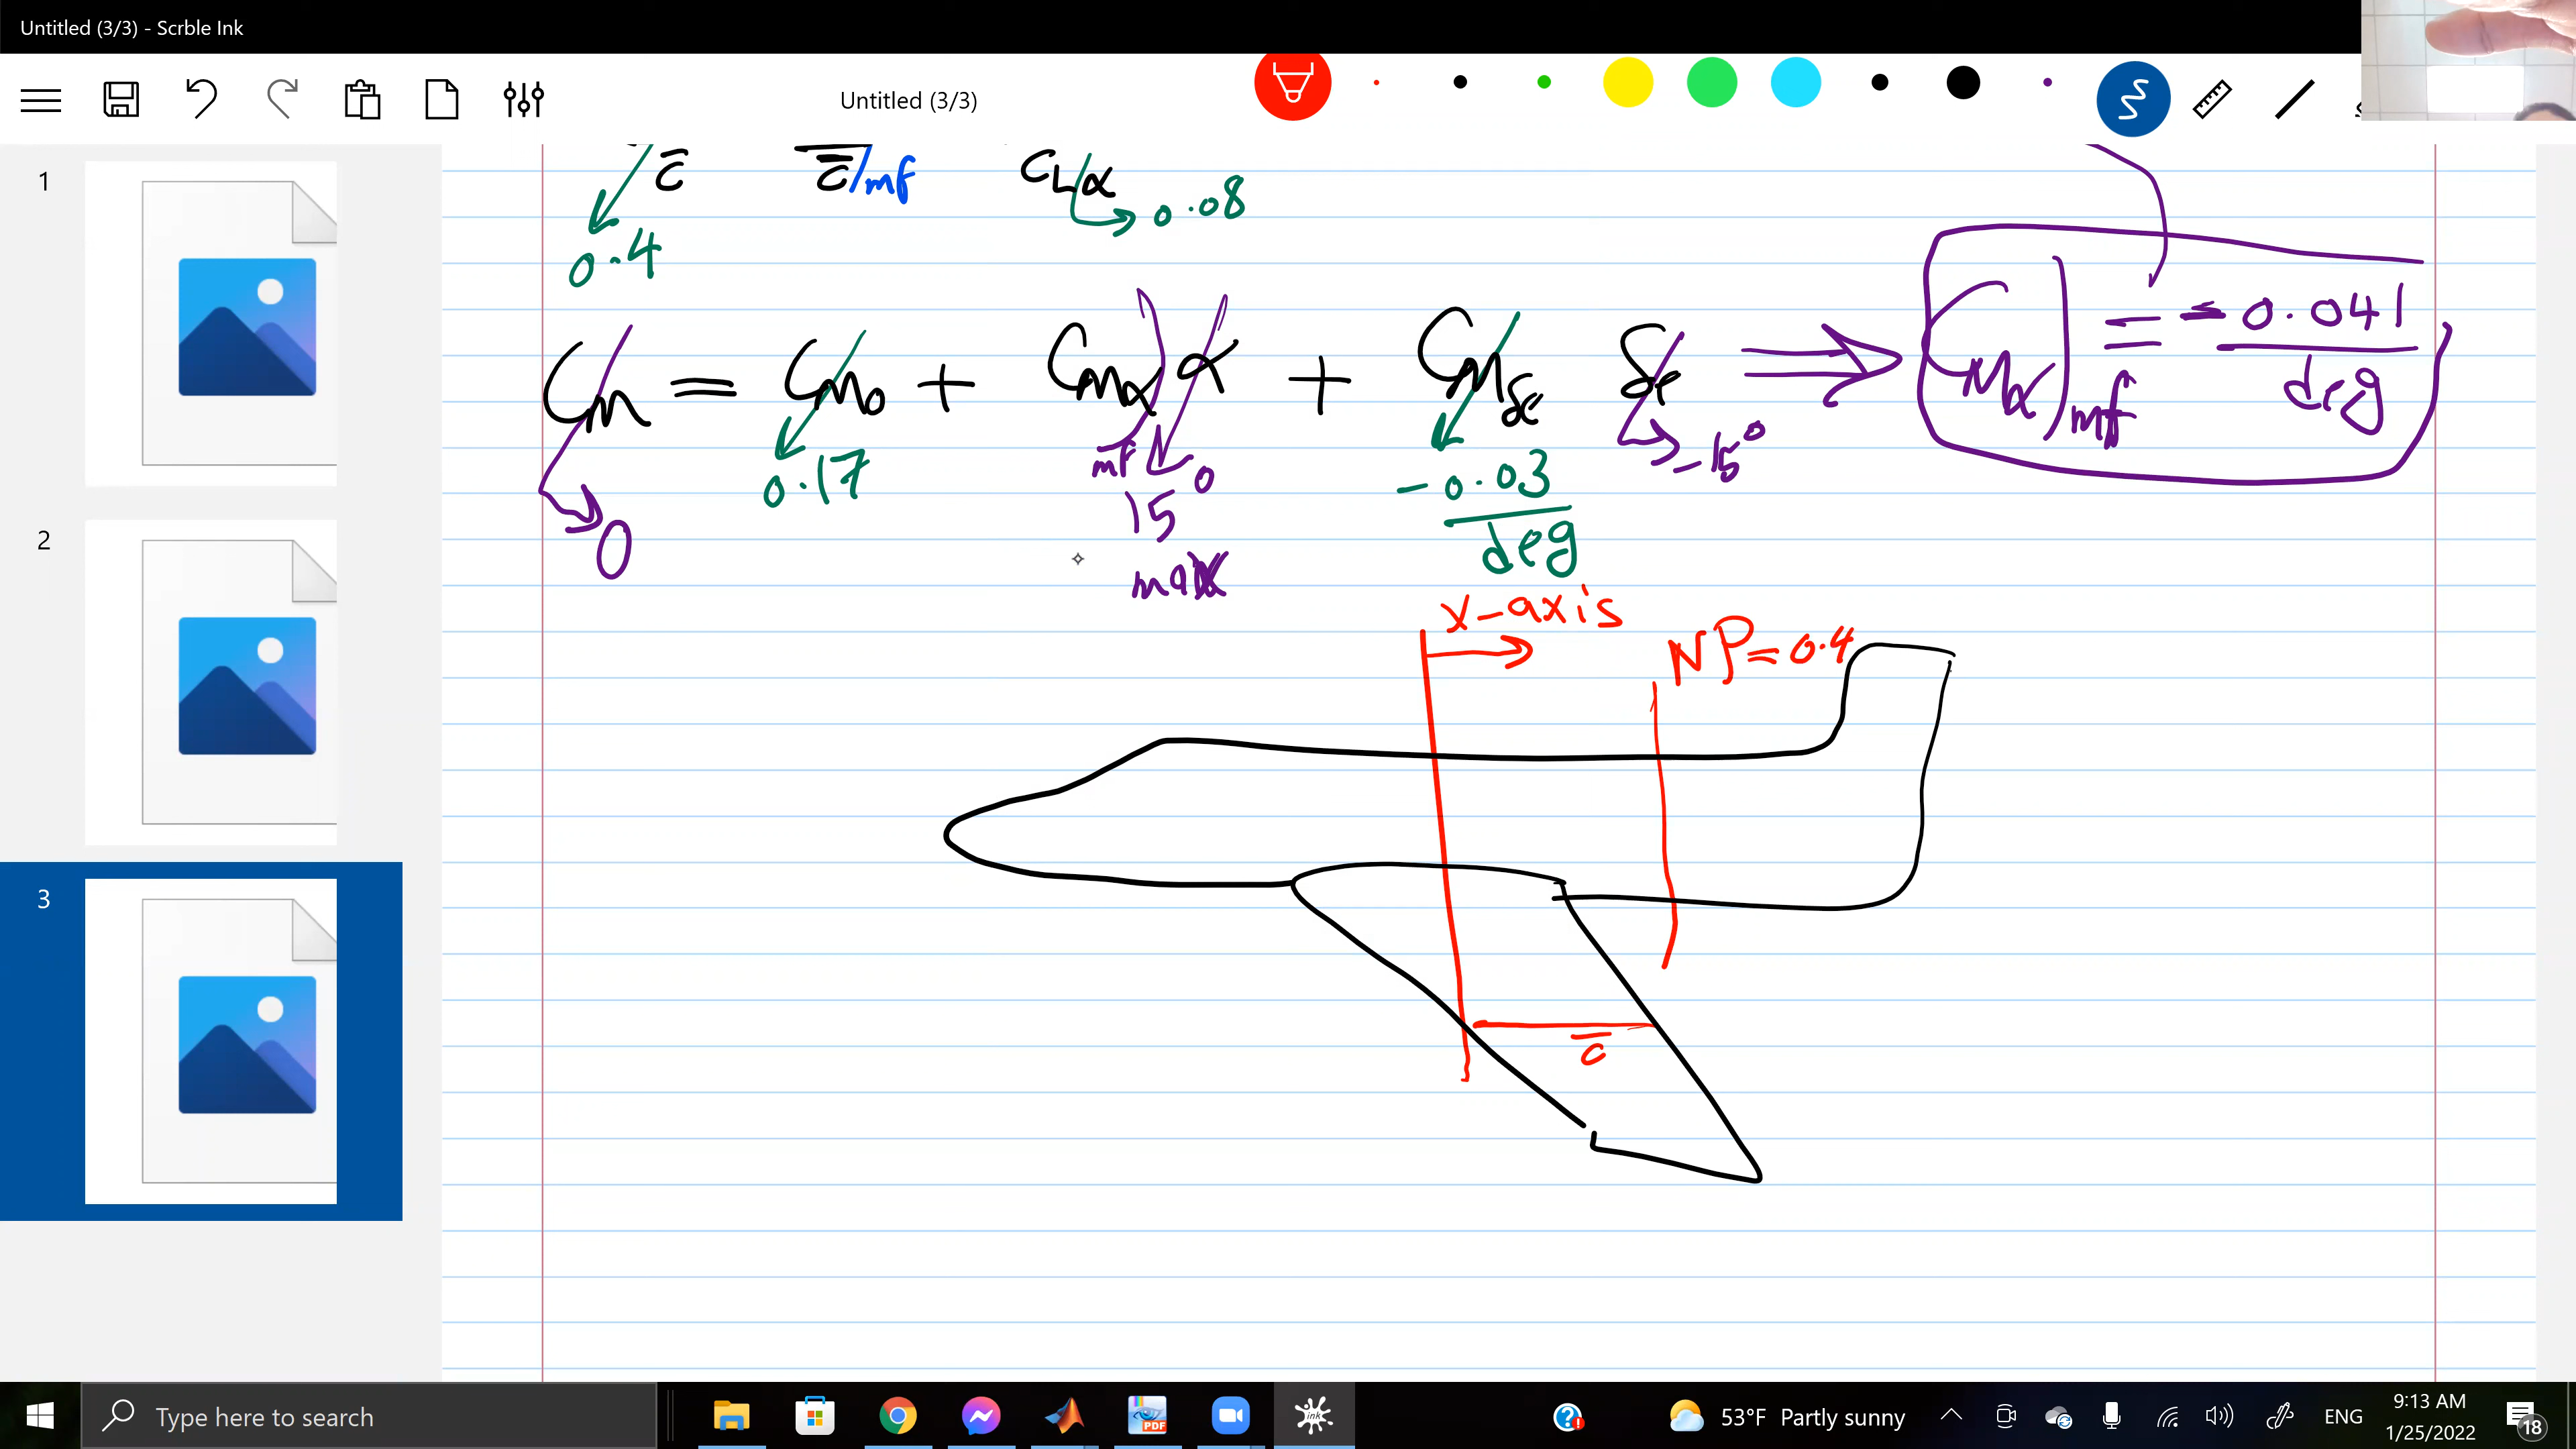 Untitled (3/3) - Scrble Ink
Untitled (3/3)
1
2
3
c̄ c̄/mf CLα
0.4 0.08
Cm = Cm0 + Cmα α + Cmδe δe ⟹ Cmα)mf = -0.041/deg
0 0.17 mf 15° max -0.03/deg -15°
x-axis
NP = 0.4
c̄
Type here to search
PDF
ink
53°F Partly sunny
ENG
9:13 AM
1/25/2022
18